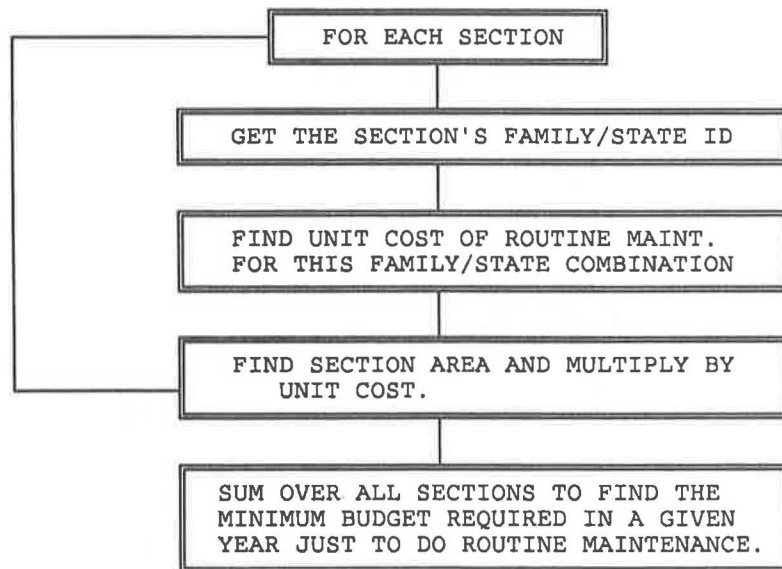 FOR EACH SECTION
GET THE SECTION'S FAMILY/STATE ID
FIND UNIT COST OF ROUTINE MAINT.
FOR THIS FAMILY/STATE COMBINATION
FIND SECTION AREA AND MULTIPLY BY
UNIT COST.
SUM OVER ALL SECTIONS TO FIND THE
MINIMUM BUDGET REQUIRED IN A GIVEN
YEAR JUST TO DO ROUTINE MAINTENANCE.